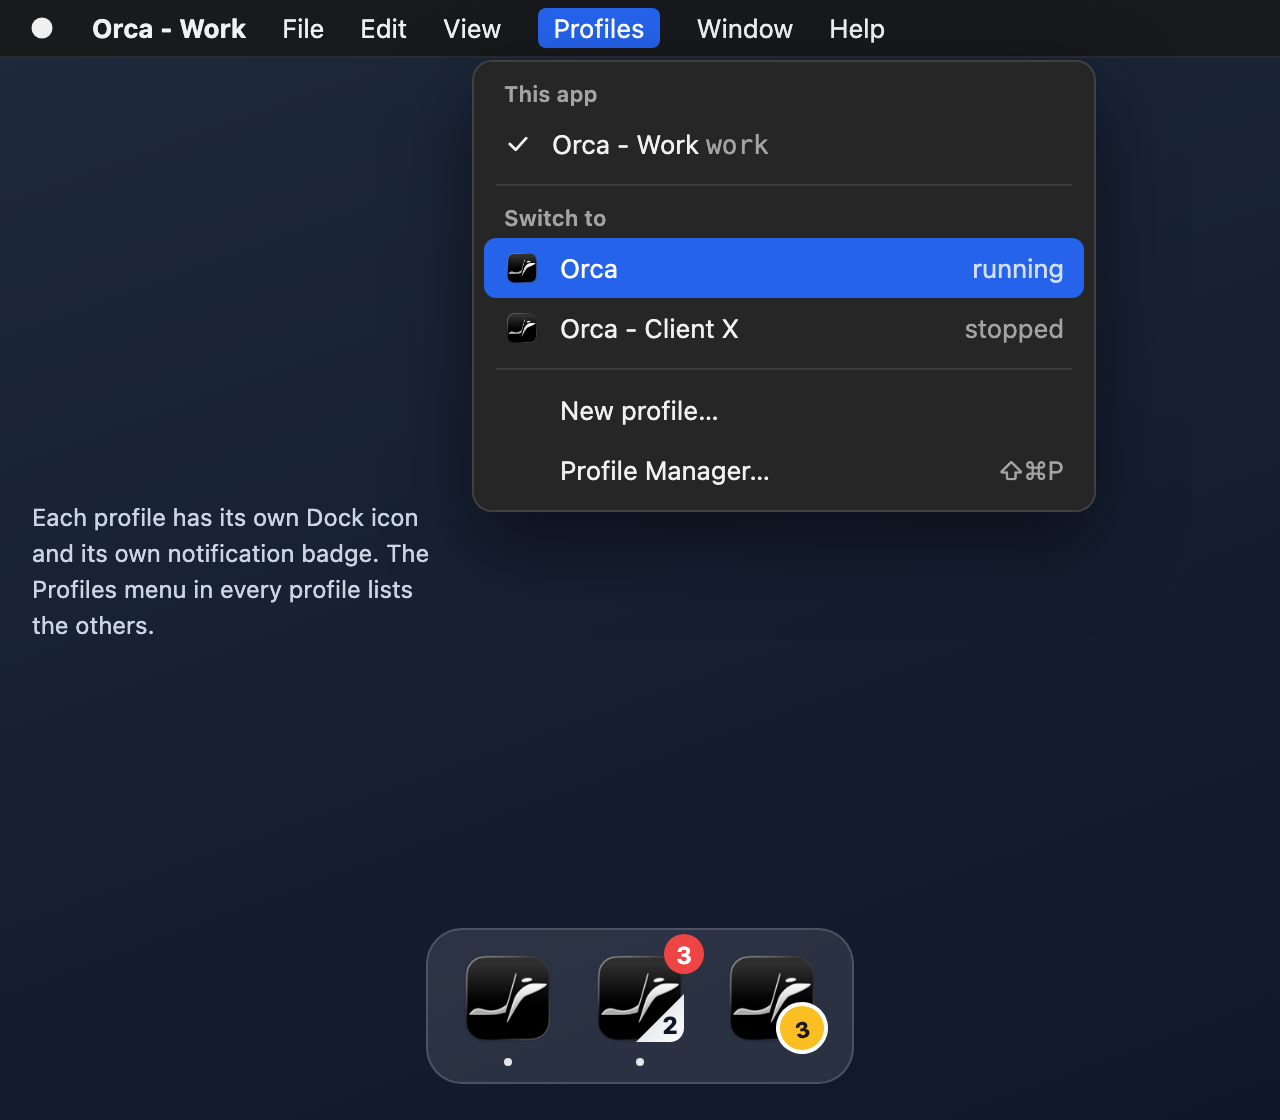 Orca - Work File Edit View Profiles Window Help
This app
Orca - Work work
Switch to
Orca running
Orca - Client X stopped
New profile...
Profile Manager... ⇧⌘P
Each profile has its own Dock icon
and its own notification badge. The
Profiles menu in every profile lists
the others.
3
2
3